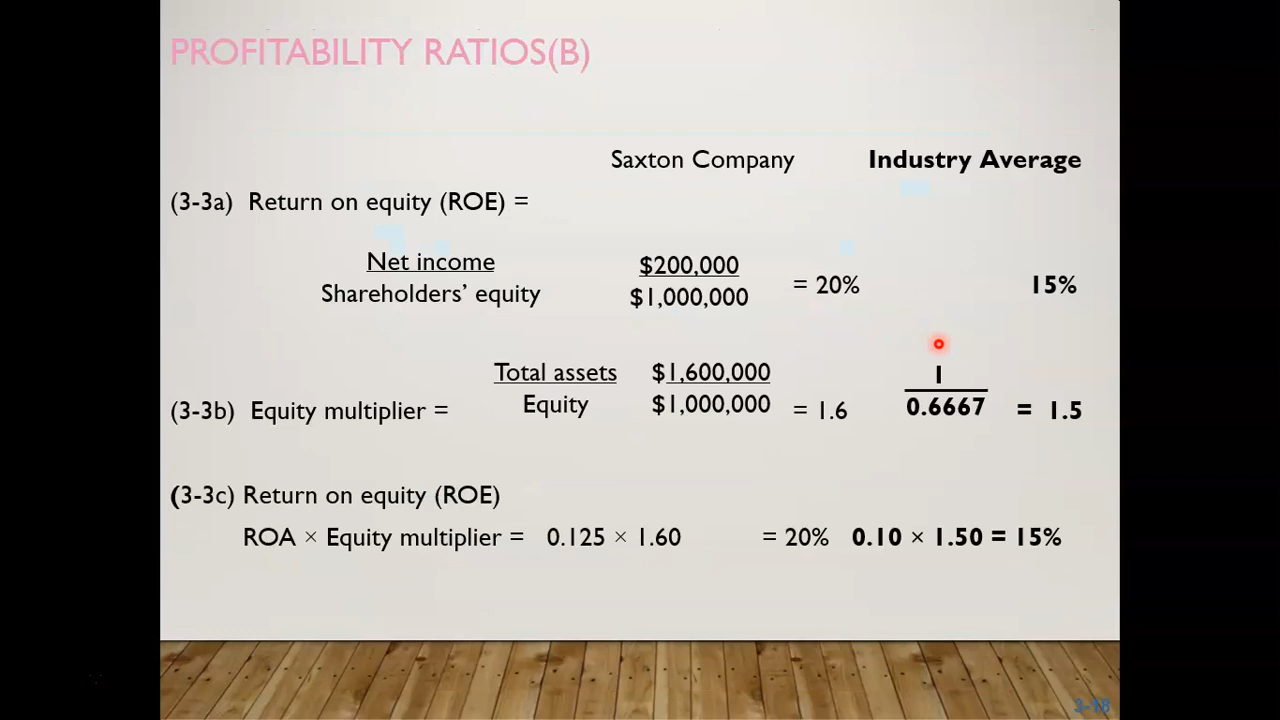 PROFITABILITY RATIOS(B)
Saxton Company Industry Average
(3-3a) Return on equity (ROE) =
Net income $200,000
Shareholders' equity $1,000,000 = 20% 15%
Total assets $1,600,000 1
(3-3b) Equity multiplier = Equity $1,000,000 = 1.6 0.6667 = 1.5
(3-3c) Return on equity (ROE)
ROA × Equity multiplier = 0.125 × 1.60 = 20% 0.10 × 1.50 = 15%
3-18